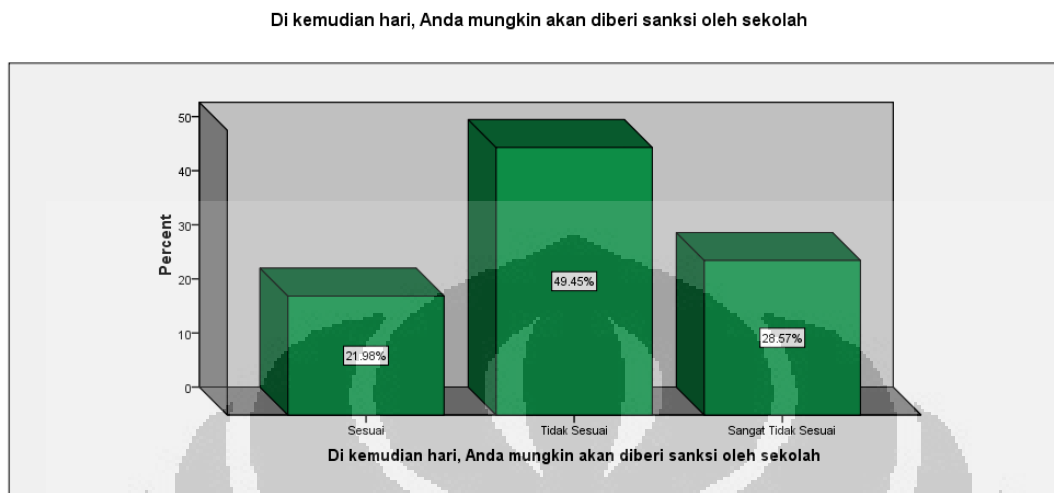 Di kemudian hari, Anda mungkin akan diberi sanksi oleh sekolah
50
40
30
20
10
0
Percent
21.98%
49.45%
28.57%
Sesuai
Tidak Sesuai
Sangat Tidak Sesuai
Di kemudian hari, Anda mungkin akan diberi sanksi oleh sekolah